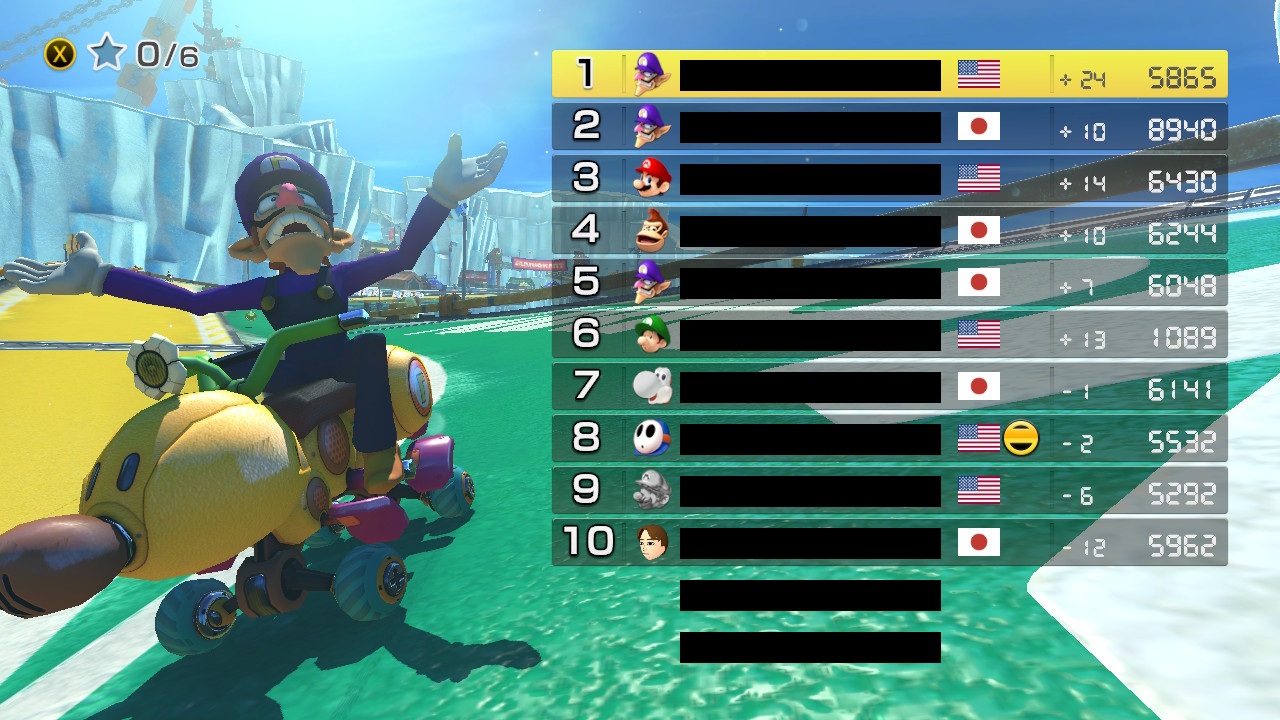 X 0/6
1 + 24 5865
2 + 10 8940
3 + 14 6430
4 + 10 6244
5 + 7 6048
6 + 13 1089
7 - 1 6141
8 - 2 5532
9 - 6 5292
10 - 12 5962